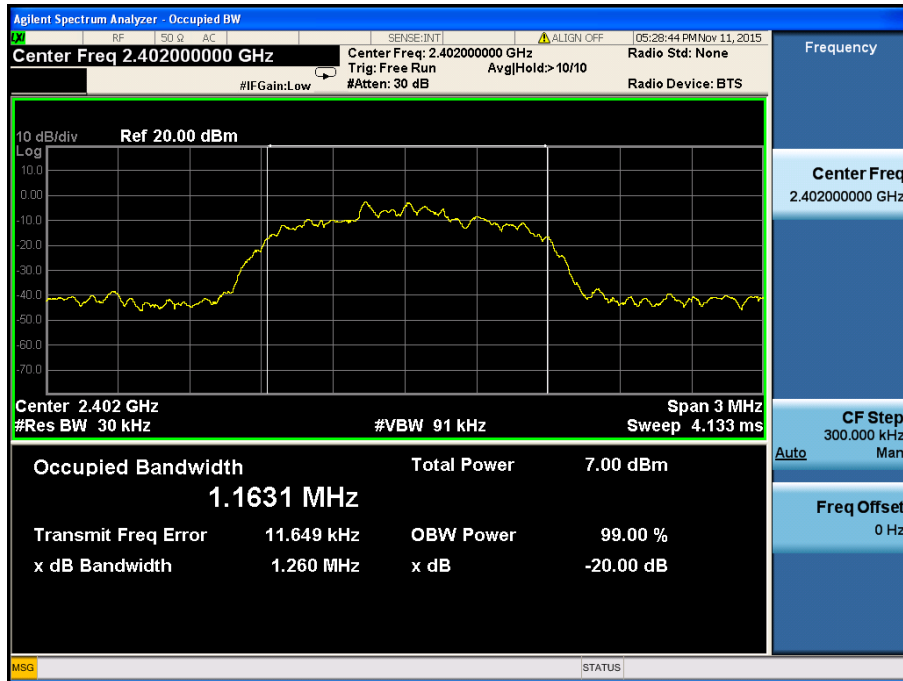 Agilent Spectrum Analyzer - Occupied BW
LXI RF 50 Ω AC SENSE:INT ALIGN OFF 05:28:44 PM Nov 11, 2015
Center Freq 2.402000000 GHz
Center Freq: 2.402000000 GHz
Radio Std: None
Trig: Free Run Avg|Hold:>10/10
#IFGain:Low
#Atten: 30 dB
Radio Device: BTS
10 dB/div Ref 20.00 dBm
Log
10.0
0.00
-10.0
-20.0
-30.0
-40.0
-50.0
-60.0
-70.0
Center 2.402 GHz Span 3 MHz
#Res BW 30 kHz #VBW 91 kHz Sweep 4.133 ms
Occupied Bandwidth Total Power 7.00 dBm
1.1631 MHz
Transmit Freq Error 11.649 kHz OBW Power 99.00 %
x dB Bandwidth 1.260 MHz x dB -20.00 dB
MSG STATUS
Frequency
Center Freq
2.402000000 GHz
CF Step
300.000 kHz
Auto Man
Freq Offset
0 Hz